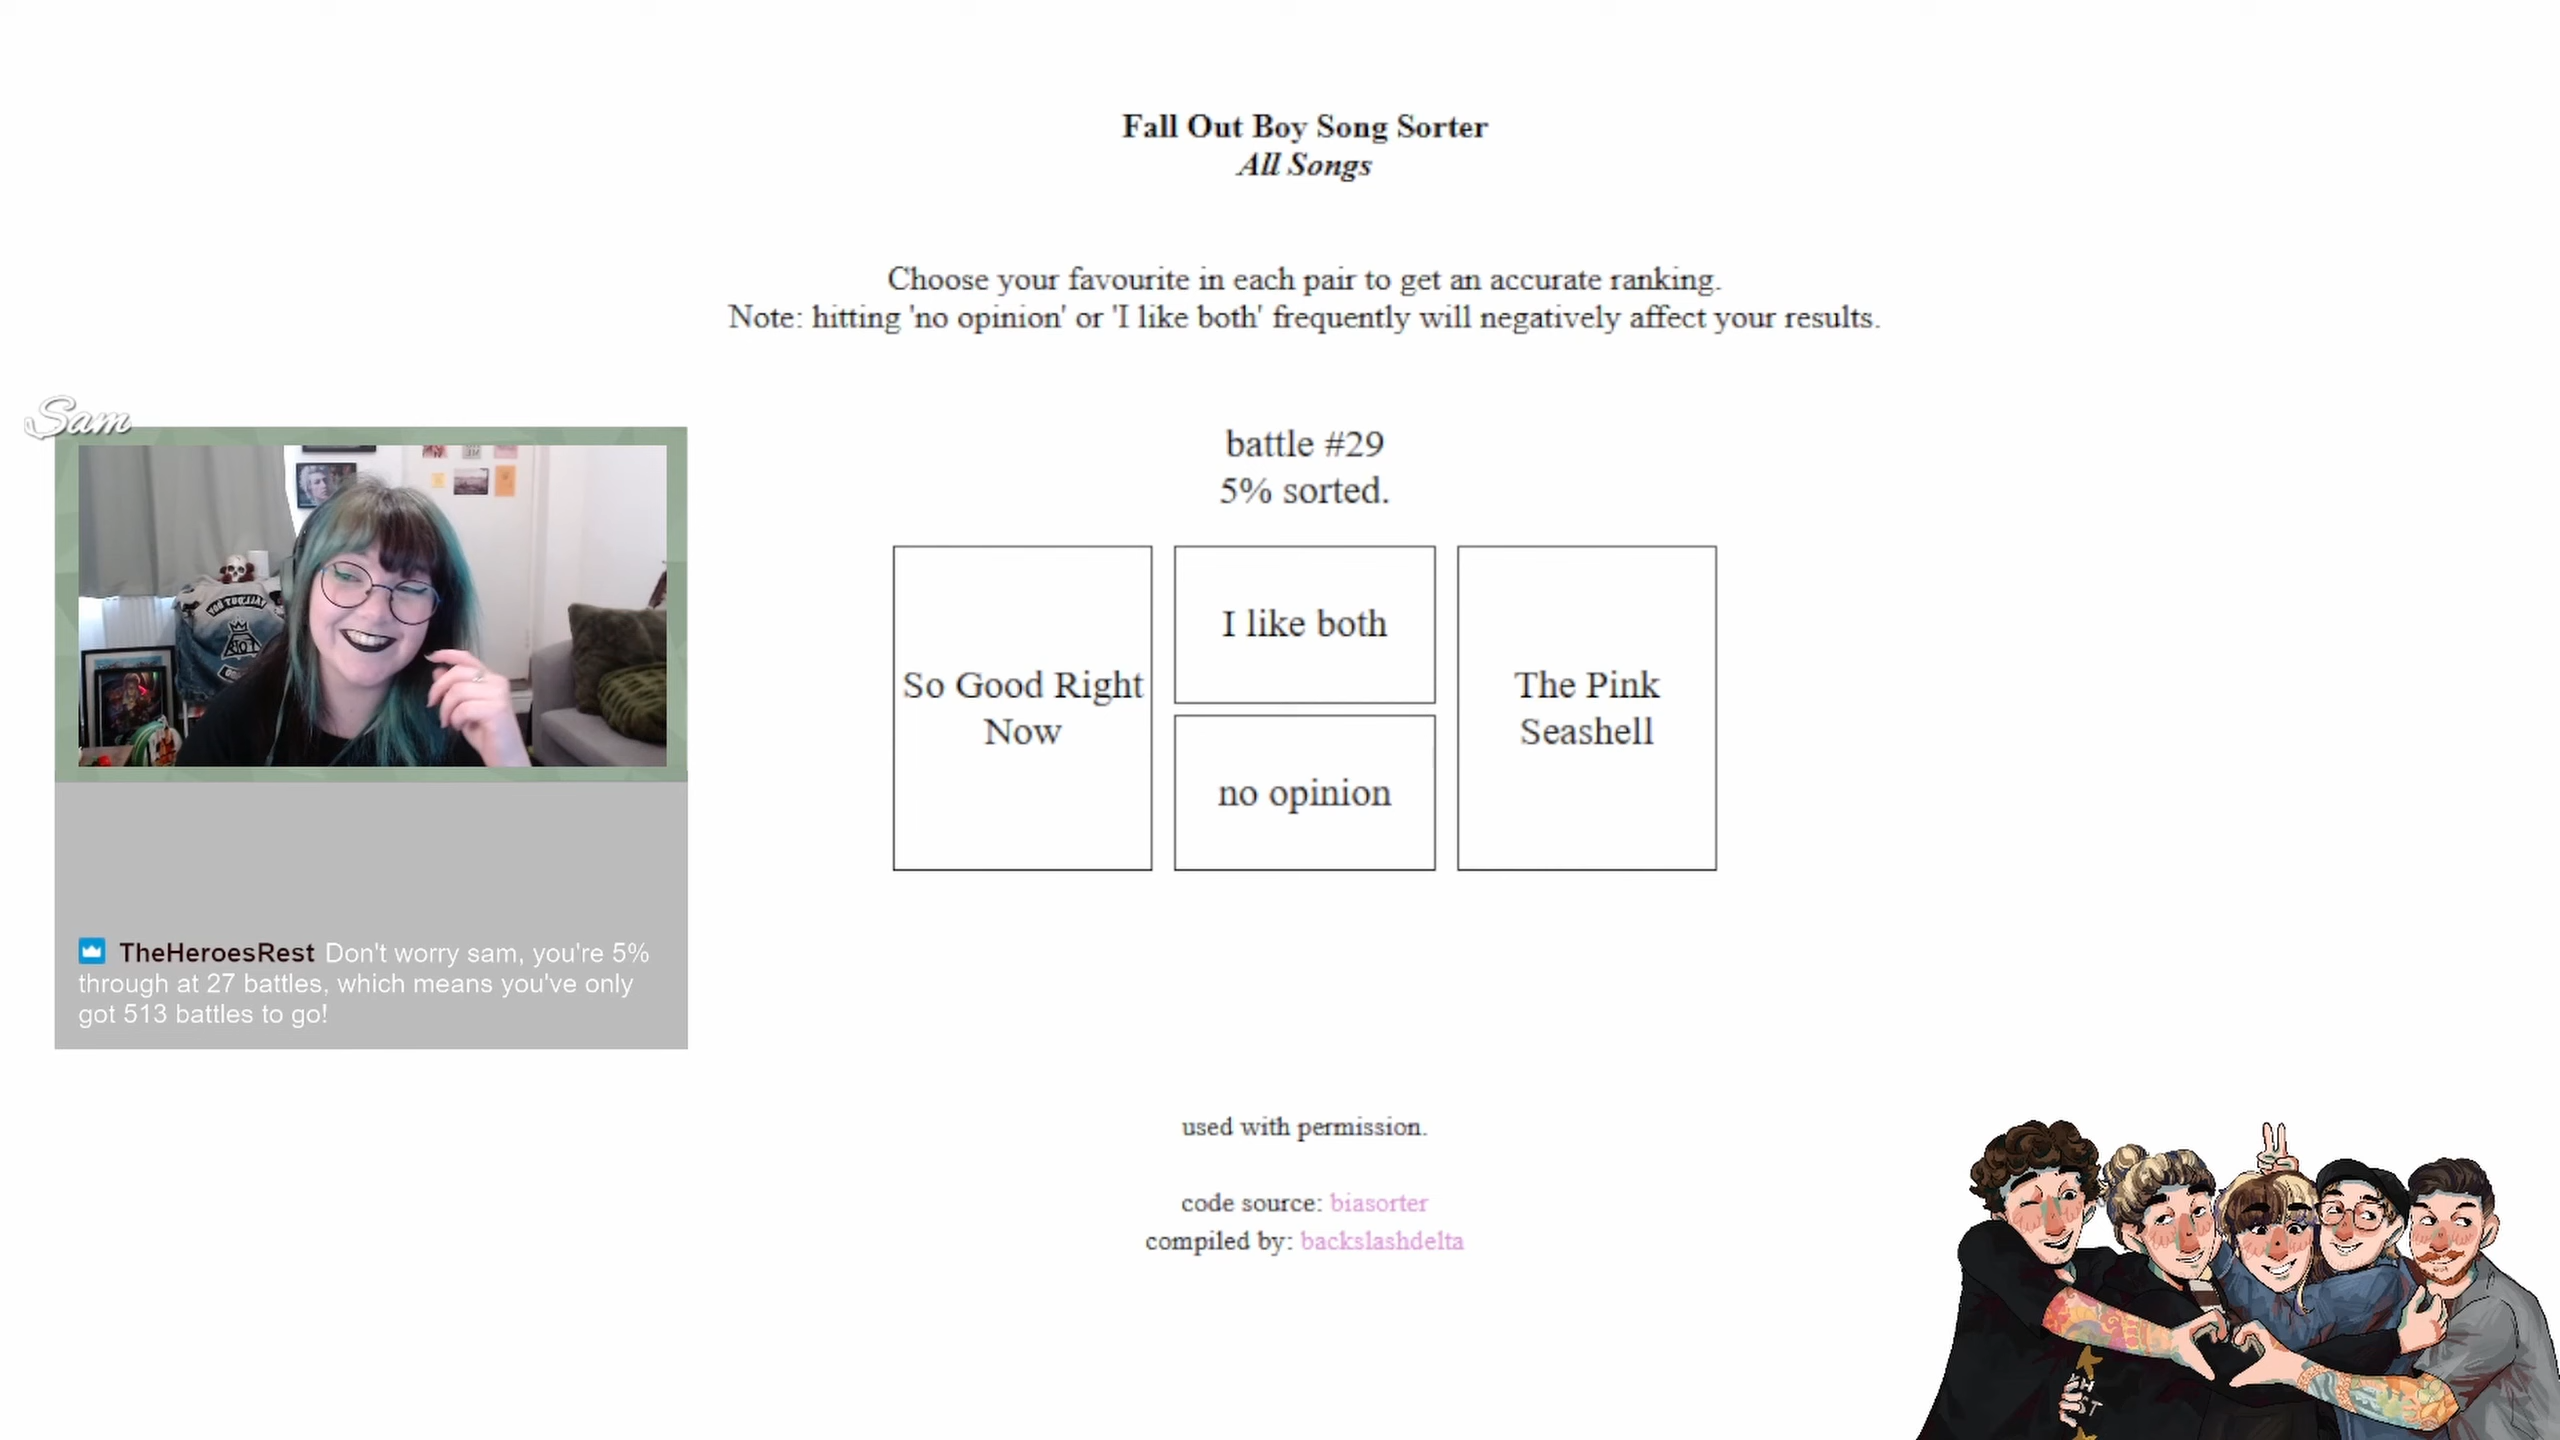 Fall Out Boy Song Sorter
All Songs
Choose your favourite in each pair to get an accurate ranking.
Note: hitting 'no opinion' or 'I like both' frequently will negatively affect your results.
Sam
battle #29
5% sorted.
So Good Right
Now
I like both
no opinion
The Pink
Seashell
TheHeroesRest Don't worry sam, you're 5%
through at 27 battles, which means you've only
got 513 battles to go!
used with permission.
code source: biasorter
compiled by: backslashdelta